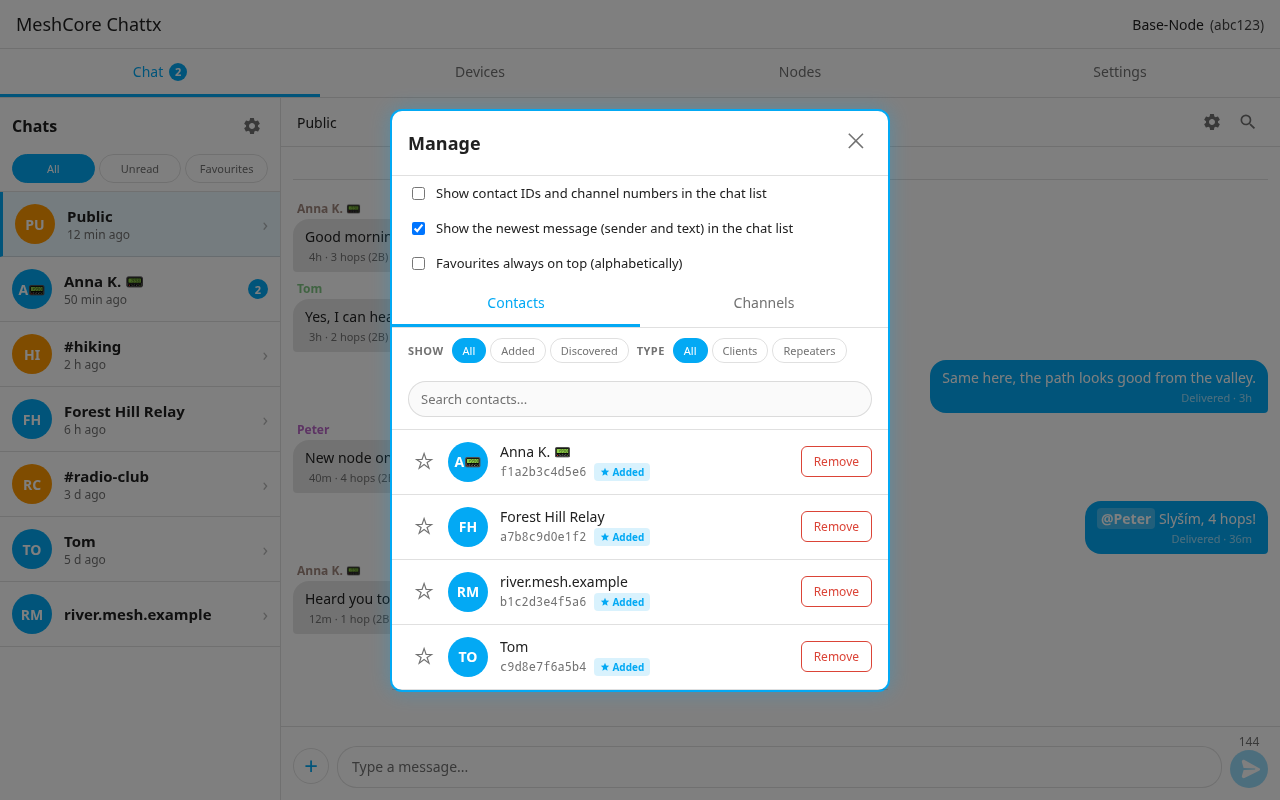 MeshCore Chattx
Base-Node (abc123)
Chat 2
Devices
Nodes
Settings
Chats
All
Unread
Favourites
PU
Public
12 min ago
A📟
Anna K. 📟
50 min ago
2
HI
#hiking
2 h ago
FH
Forest Hill Relay
6 h ago
RC
#radio-club
3 d ago
TO
Tom
5 d ago
RM
river.mesh.example
Public
Anna K. 📟
4h · 3 hops (2B)
Tom
3h · 2 hops (2B)
Same here, the path looks good from the valley.
Delivered · 3h
Peter
New node on
40m · 4 hops
@Peter Slyším, 4 hops!
Delivered · 36m
Anna K. 📟
Heard you
12m · 1 hop
Type a message...
144
Manage
Show contact IDs and channel numbers in the chat list
Show the newest message (sender and text) in the chat list
Favourites always on top (alphabetically)
Contacts
Channels
SHOW All Added Discovered TYPE All Clients Repeaters
Search contacts...
A📟
Anna K. 📟
f1a2b3c4d5e6 ★ Added
Remove
FH
Forest Hill Relay
a7b8c9d0e1f2 ★ Added
Remove
RM
river.mesh.example
b1c2d3e4f5a6 ★ Added
Remove
TO
Tom
c9d8e7f6a5b4 ★ Added
Remove